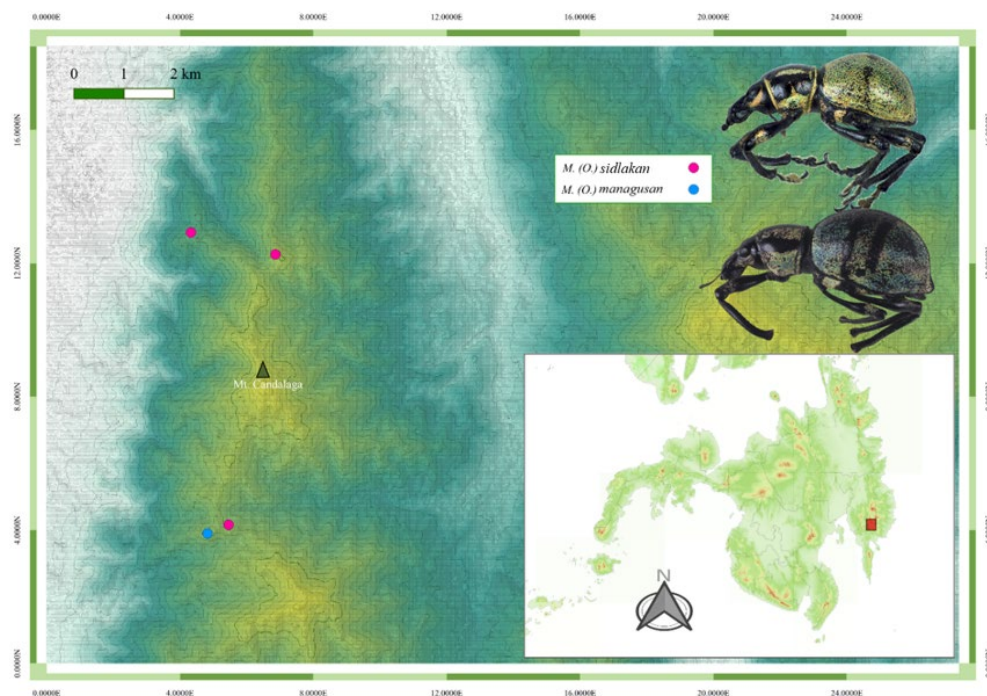 0.0000E 4.0000E 8.0000E 12.0000E 16.0000E 20.0000E 24.0000E
0 1 2 km
16.0000N
M. (O.) sidlakan
M. (O.) managusan
12.0000N
Mt. Candalaga
8.0000N
4.0000N
N
0.0000N
0.0000E 4.0000E 8.0000E 12.0000E 16.0000E 20.0000E 24.0000E